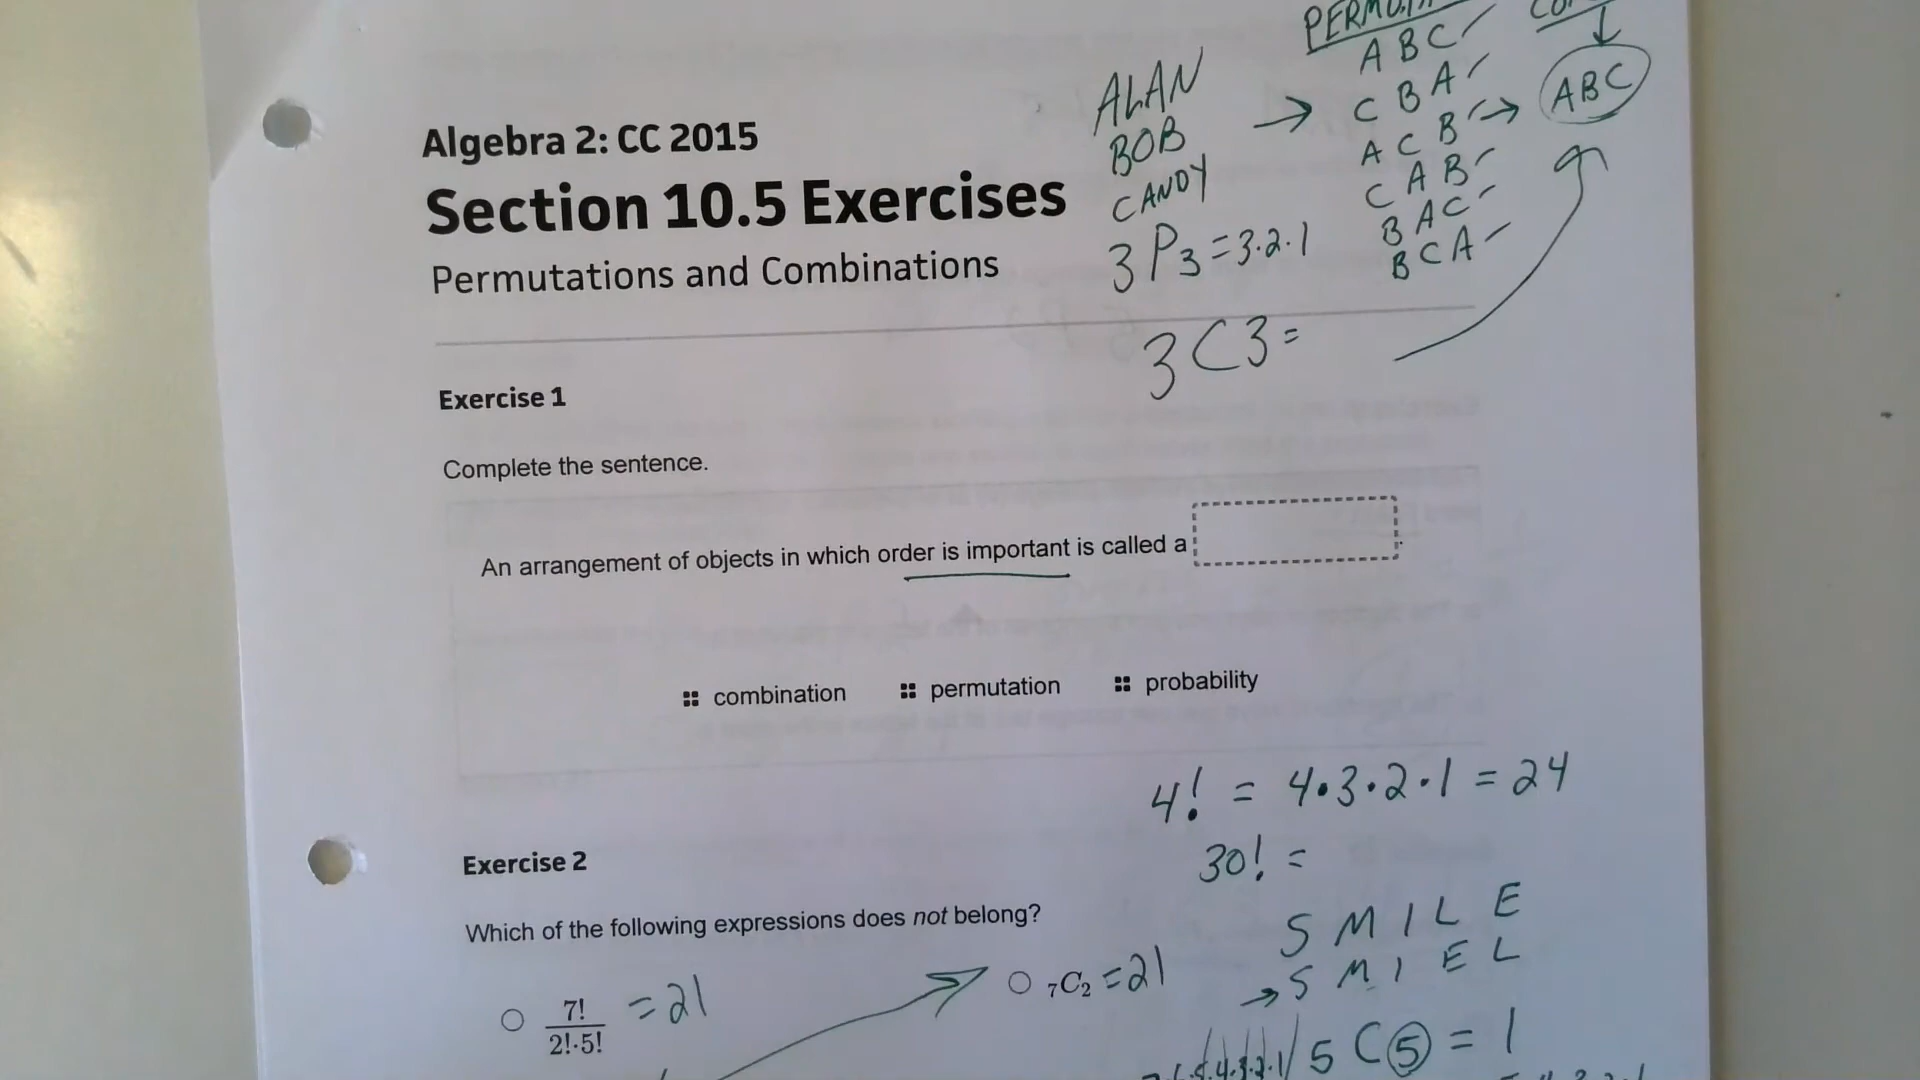 ABC
CBA
ACB
CAB
BAC
BCA
ABC
ALAN
BOB
CANDY
3P3=3·2·1
3C3=
Algebra 2: CC 2015
Section 10.5 Exercises
Permutations and Combinations
Exercise 1
Complete the sentence.
An arrangement of objects in which order is important is called a .
combination permutation probability
4! = 4·3·2·1 = 24
30! =
Exercise 2
Which of the following expressions does not belong?
SMILE
SMIEL
7!/2!·5! =21
7C2 =21
5C5 = 1